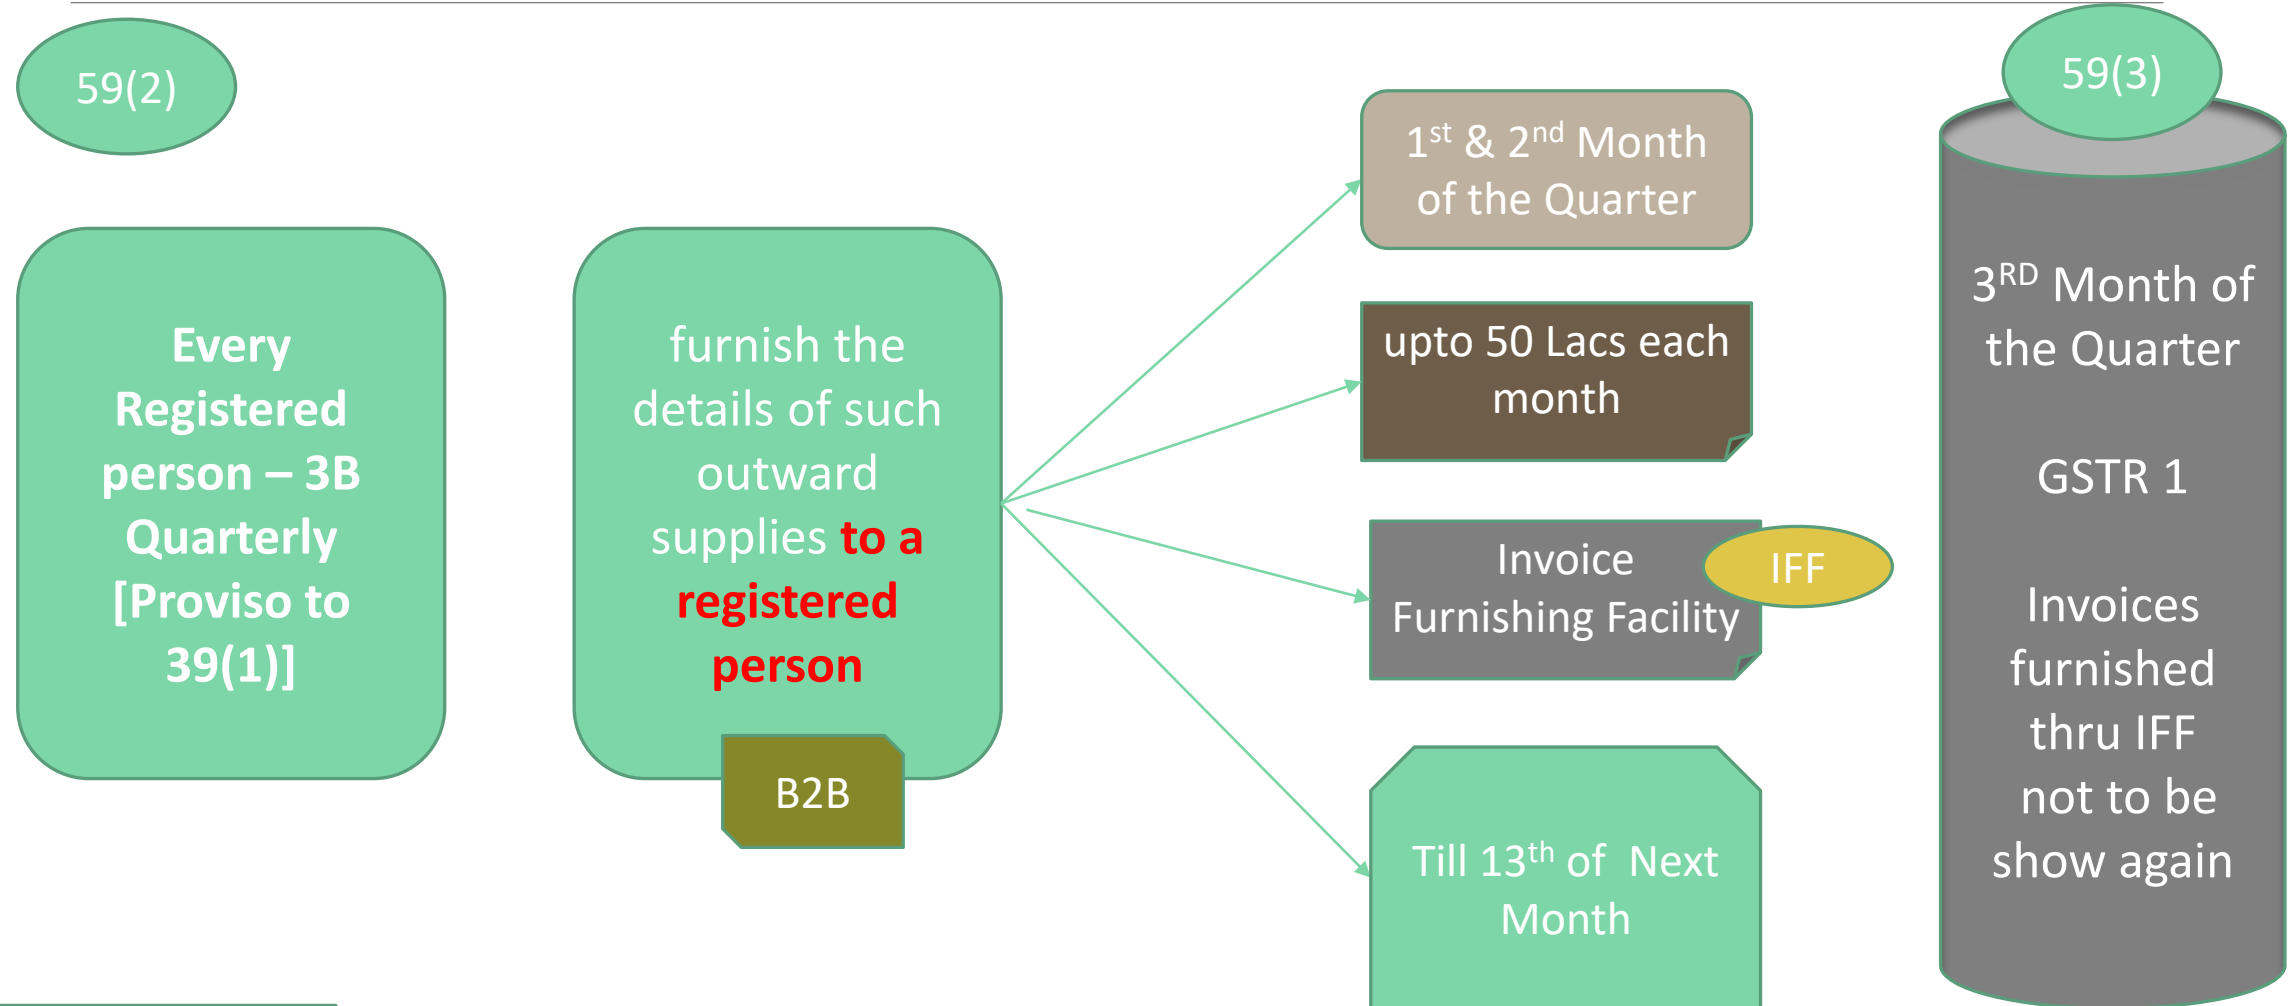 59(2)
Every
Registered
person – 3B
Quarterly
[Proviso to
39(1)]
furnish the
details of such
outward
supplies to a
registered
person
B2B
1st & 2nd Month
of the Quarter
upto 50 Lacs each
month
Invoice
Furnishing Facility
IFF
Till 13th of Next
Month
59(3)
3RD Month of
the Quarter
GSTR 1
Invoices
furnished
thru IFF
not to be
show again